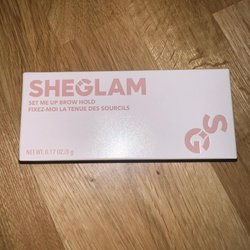 SHEGLAM
SET ME UP BROW HOLD
FIXEZ-MOI LA TENUE DES SOURCILS
GS
NET WT. 0.17 OZ./5 g